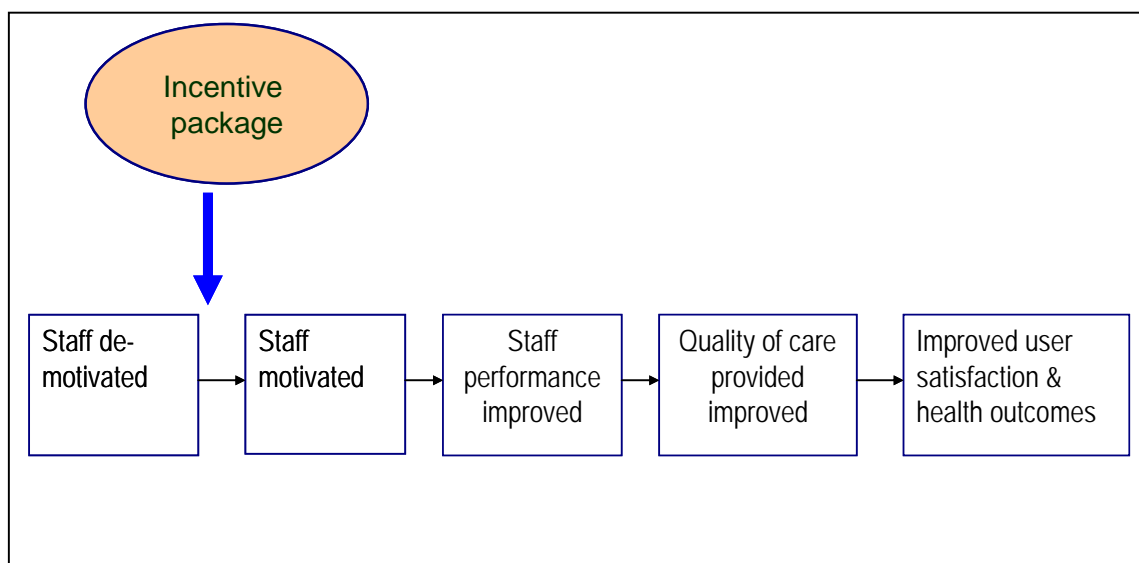 Incentive
package
Staff de-
motivated
Staff
motivated
Staff
performance
improved
Quality of care
provided
improved
Improved user
satisfaction &
health outcomes